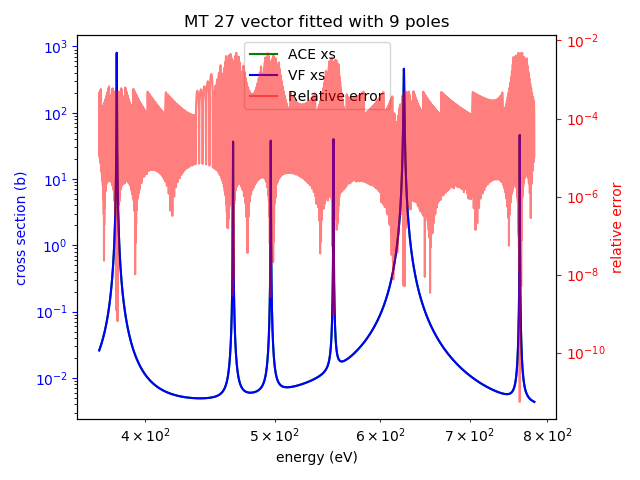 MT 27 vector fitted with 9 poles
ACE xs
VF xs
Relative error
cross section (b)
10³
10²
10¹
10⁰
10⁻¹
10⁻²
relative error
10⁻²
10⁻⁴
10⁻⁶
10⁻⁸
10⁻¹⁰
4 × 10²
5 × 10²
6 × 10²
7 × 10²
8 × 10²
energy (eV)